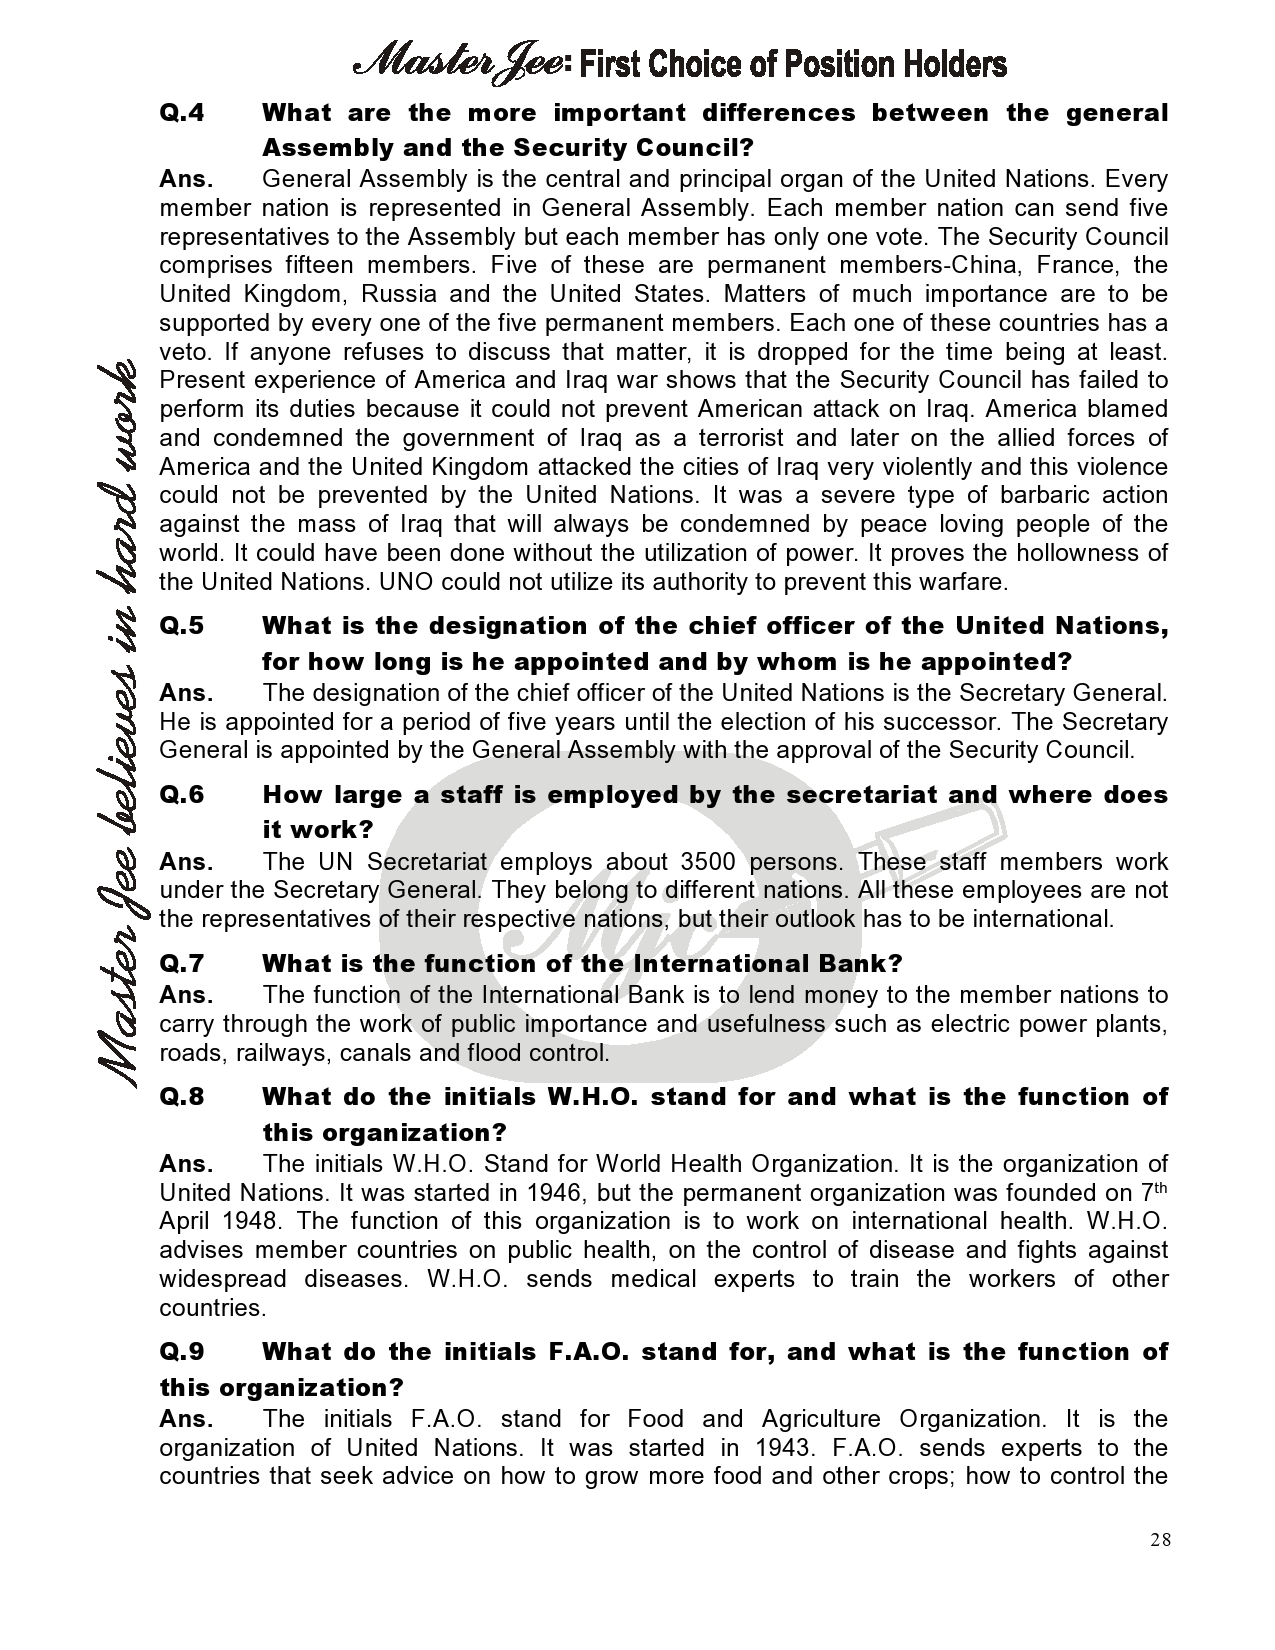 Master Jee: First Choice of Position Holders
Q.4 What are the more important differences between the general
Assembly and the Security Council?
Ans. General Assembly is the central and principal organ of the United Nations. Every
member nation is represented in General Assembly. Each member nation can send five
representatives to the Assembly but each member has only one vote. The Security Council
comprises fifteen members. Five of these are permanent members-China, France, the
United Kingdom, Russia and the United States. Matters of much importance are to be
supported by every one of the five permanent members. Each one of these countries has a
veto. If anyone refuses to discuss that matter, it is dropped for the time being at least.
Present experience of America and Iraq war shows that the Security Council has failed to
perform its duties because it could not prevent American attack on Iraq. America blamed
and condemned the government of Iraq as a terrorist and later on the allied forces of
America and the United Kingdom attacked the cities of Iraq very violently and this violence
could not be prevented by the United Nations. It was a severe type of barbaric action
against the mass of Iraq that will always be condemned by peace loving people of the
world. It could have been done without the utilization of power. It proves the hollowness of
the United Nations. UNO could not utilize its authority to prevent this warfare.
Q.5 What is the designation of the chief officer of the United Nations,
for how long is he appointed and by whom is he appointed?
Ans. The designation of the chief officer of the United Nations is the Secretary General.
He is appointed for a period of five years until the election of his successor. The Secretary
General is appointed by the General Assembly with the approval of the Security Council.
Q.6 How large a staff is employed by the secretariat and where does
it work?
Ans. The UN Secretariat employs about 3500 persons. These staff members work
under the Secretary General. They belong to different nations. All these employees are not
the representatives of their respective nations, but their outlook has to be international.
Q.7 What is the function of the International Bank?
Ans. The function of the International Bank is to lend money to the member nations to
carry through the work of public importance and usefulness such as electric power plants,
roads, railways, canals and flood control.
Q.8 What do the initials W.H.O. stand for and what is the function of
this organization?
Ans. The initials W.H.O. Stand for World Health Organization. It is the organization of
United Nations. It was started in 1946, but the permanent organization was founded on 7th
April 1948. The function of this organization is to work on international health. W.H.O.
advises member countries on public health, on the control of disease and fights against
widespread diseases. W.H.O. sends medical experts to train the workers of other
countries.
Q.9 What do the initials F.A.O. stand for, and what is the function of
this organization?
Ans. The initials F.A.O. stand for Food and Agriculture Organization. It is the
organization of United Nations. It was started in 1943. F.A.O. sends experts to the
countries that seek advice on how to grow more food and other crops; how to control the
28
Master Jee believes in hard work
Mjc